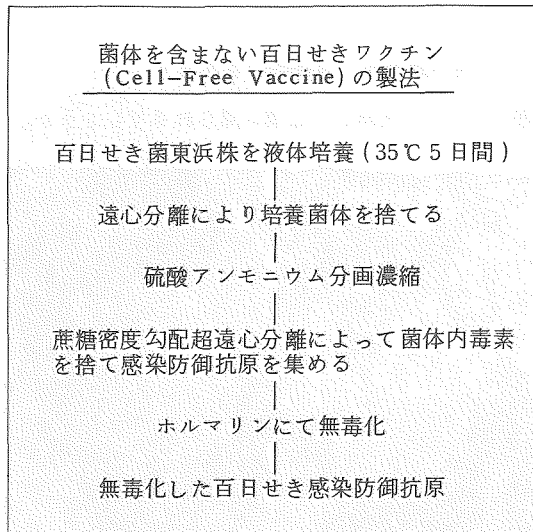 菌体を含まない百日せきワクチン
(Cell-Free Vaccine)の製法
百日せき菌東浜株を液体培養(35℃5日間)
遠心分離により培養菌体を捨てる
硫酸アンモニウム分画濃縮
蔗糖密度勾配超遠心分離によって菌体内毒素
を捨て感染防御抗原を集める
ホルマリンにて無毒化
無毒化した百日せき感染防御抗原